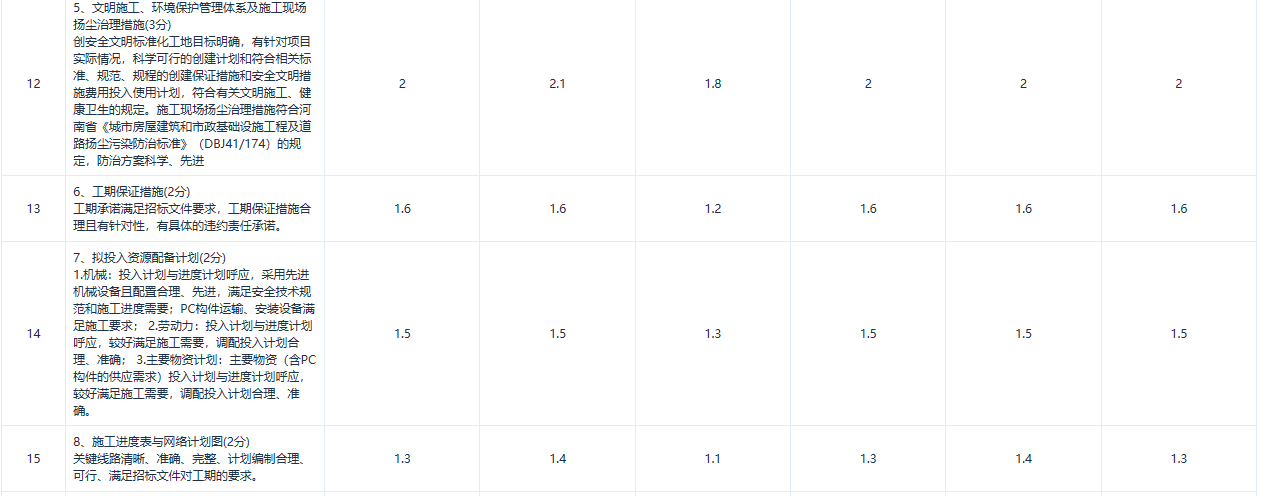 5、文明施工、环境保护管理体系及施工现场
扬尘治理措施(3分)
创安全文明标准化工地目标明确，有针对项目
实际情况，科学可行的创建计划和符合相关标
准、规范、规程的创建保证措施和安全文明措
施费用投入使用计划，符合有关文明施工、健
康卫生的规定。施工现场扬尘治理措施符合河
南省《城市房屋建筑和市政基础设施工程及道
路扬尘污染防治标准》（DBJ41/174）的规
定，防治方案科学、先进
12 2 2.1 1.8 2 2 2
6、工期保证措施(2分)
工期承诺满足招标文件要求，工期保证措施合
理且有针对性，有具体的违约责任承诺。
13 1.6 1.6 1.2 1.6 1.6 1.6
7、拟投入资源配备计划(2分)
1.机械：投入计划与进度计划呼应，采用先进
机械设备且配置合理、先进，满足安全技术规
范和施工进度需要；PC构件运输、安装设备满
足施工要求； 2.劳动力：投入计划与进度计划
呼应，较好满足施工需要，调配投入计划合
理、准确； 3.主要物资计划：主要物资（含PC
构件的供应需求）投入计划与进度计划呼应，
较好满足施工需要，调配投入计划合理、准
确。
14 1.5 1.5 1.3 1.5 1.5 1.5
8、施工进度表与网络计划图(2分)
关键线路清晰、准确、完整、计划编制合理、
可行、满足招标文件对工期的要求。
15 1.3 1.4 1.1 1.3 1.4 1.3